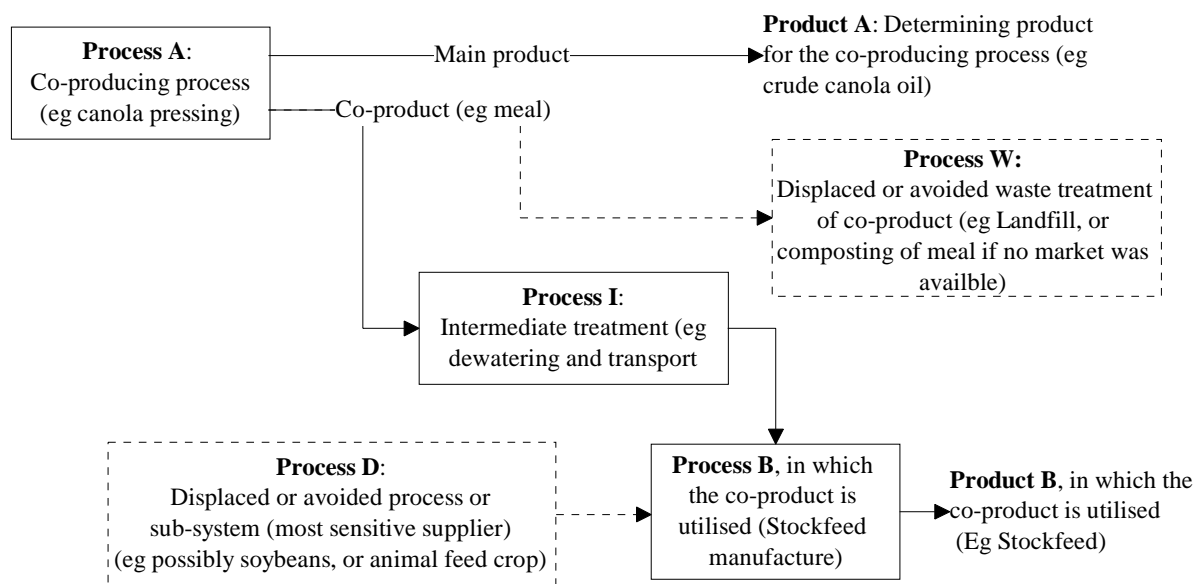 Process A:
Co-producing process
(eg canola pressing)
Main product
Product A: Determining product
for the co-producing process (eg
crude canola oil)
Co-product (eg meal)
Process W:
Displaced or avoided waste treatment
of co-product (eg Landfill, or
composting of meal if no market was
availble)
Process I:
Intermediate treatment (eg
dewatering and transport
Process D:
Displaced or avoided process or
sub-system (most sensitive supplier)
(eg possibly soybeans, or animal feed crop)
Process B, in which
the co-product is
utilised (Stockfeed
manufacture)
Product B, in which the
co-product is utilised
(Eg Stockfeed)